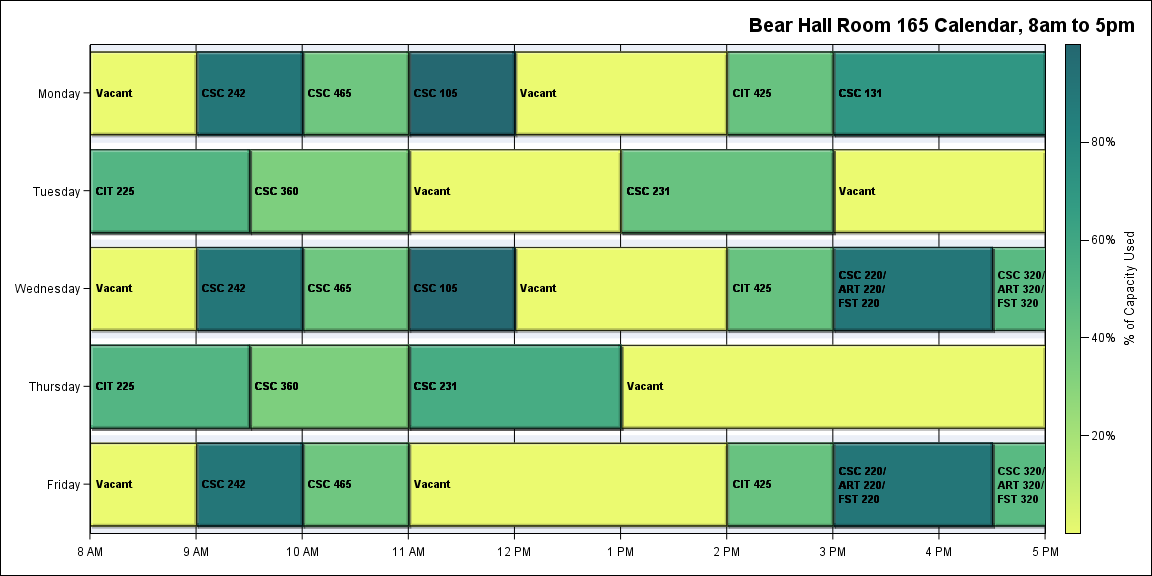 Bear Hall Room 165 Calendar, 8am to 5pm
Monday
Vacant
CSC 242
CSC 465
CSC 105
Vacant
CIT 425
CSC 131
Tuesday
CIT 225
CSC 360
Vacant
CSC 231
Vacant
Wednesday
Vacant
CSC 242
CSC 465
CSC 105
Vacant
CIT 425
CSC 220/
ART 220/
FST 220
CSC 320/
ART 320/
FST 320
Thursday
CIT 225
CSC 360
CSC 231
Vacant
Friday
Vacant
CSC 242
CSC 465
Vacant
CIT 425
CSC 220/
ART 220/
FST 220
CSC 320/
ART 320/
FST 320
8 AM
9 AM
10 AM
11 AM
12 PM
1 PM
2 PM
3 PM
4 PM
5 PM
80%
60%
40%
20%
% of Capacity Used